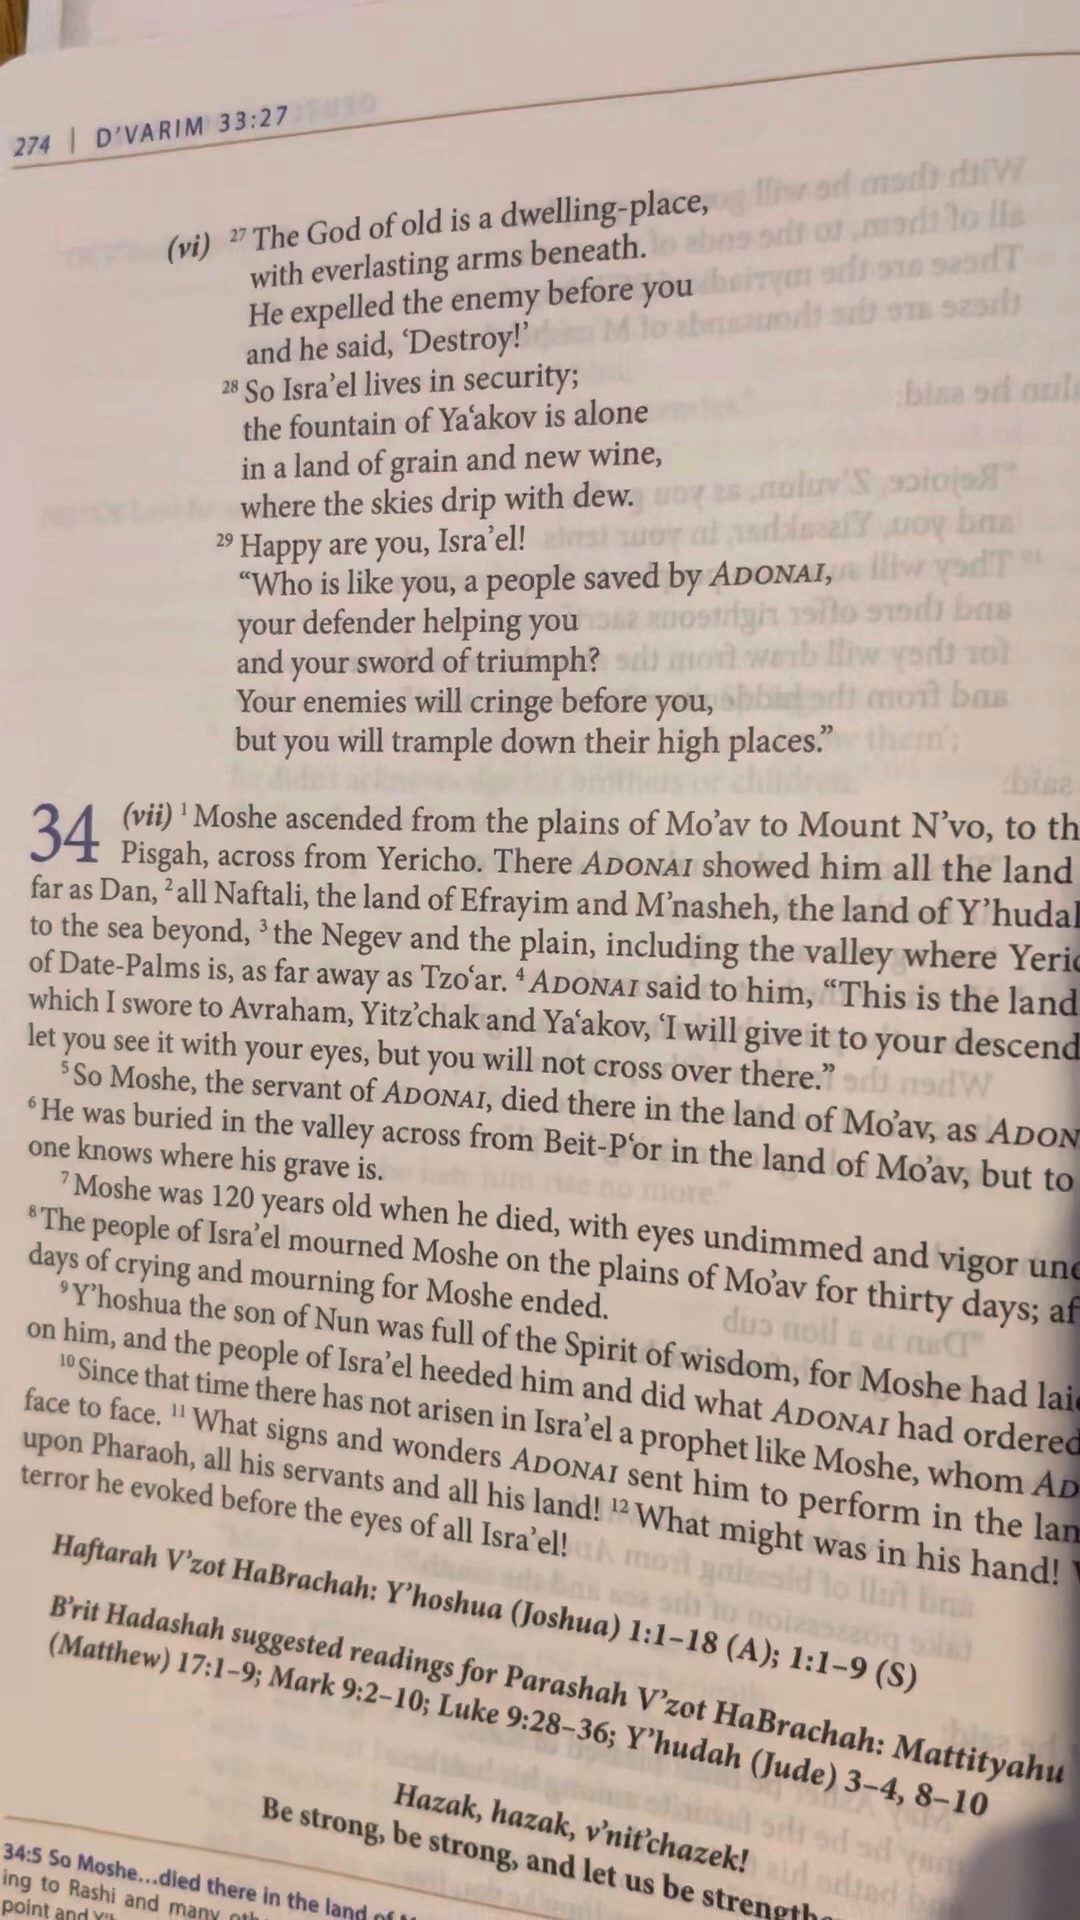 274 | D'VARIM 33:27
(vi) 27 The God of old is a dwelling-place,
with everlasting arms beneath.
He expelled the enemy before you
and he said, ‘Destroy!’
28 So Isra’el lives in security;
the fountain of Ya‘akov is alone
in a land of grain and new wine,
where the skies drip with dew.
29 Happy are you, Isra’el!
“Who is like you, a people saved by ADONAI,
your defender helping you
and your sword of triumph?
Your enemies will cringe before you,
but you will trample down their high places.”
34 (vii) 1 Moshe ascended from the plains of Mo’av to Mount N’vo, to th
Pisgah, across from Yericho. There ADONAI showed him all the land
far as Dan, 2 all Naftali, the land of Efrayim and M’nasheh, the land of Y’hudah
to the sea beyond, 3 the Negev and the plain, including the valley where Yeric
of Date-Palms is, as far away as Tzo‘ar. 4 ADONAI said to him, “This is the land
which I swore to Avraham, Yitz’chak and Ya‘akov, ‘I will give it to your descend
let you see it with your eyes, but you will not cross over there.”
5 So Moshe, the servant of ADONAI, died there in the land of Mo’av, as ADON
6 He was buried in the valley across from Beit-P‘or in the land of Mo’av, but to
one knows where his grave is.
7 Moshe was 120 years old when he died, with eyes undimmed and vigor und
8 The people of Isra’el mourned Moshe on the plains of Mo’av for thirty days; af
days of crying and mourning for Moshe ended.
9 Y’hoshua the son of Nun was full of the Spirit of wisdom, for Moshe had laid
on him, and the people of Isra’el heeded him and did what ADONAI had ordered
10 Since that time there has not arisen in Isra’el a prophet like Moshe, whom AD
face to face. 11 What signs and wonders ADONAI sent him to perform in the lan
upon Pharaoh, all his servants and all his land! 12 What might was in his hand!
terror he evoked before the eyes of all Isra’el!
Haftarah V’zot HaBrachah: Y’hoshua (Joshua) 1:1–18 (A); 1:1–9 (S)
B’rit Hadashah suggested readings for Parashah V’zot HaBrachah: Mattityahu
(Matthew) 17:1–9; Mark 9:2–10; Luke 9:28–36; Y’hudah (Jude) 3–4, 8–10
Hazak, hazak, v’nit’chazek!
Be strong, be strong, and let us be strength
34:5 So Moshe...died there in the land of
ing to Rashi and many
point and